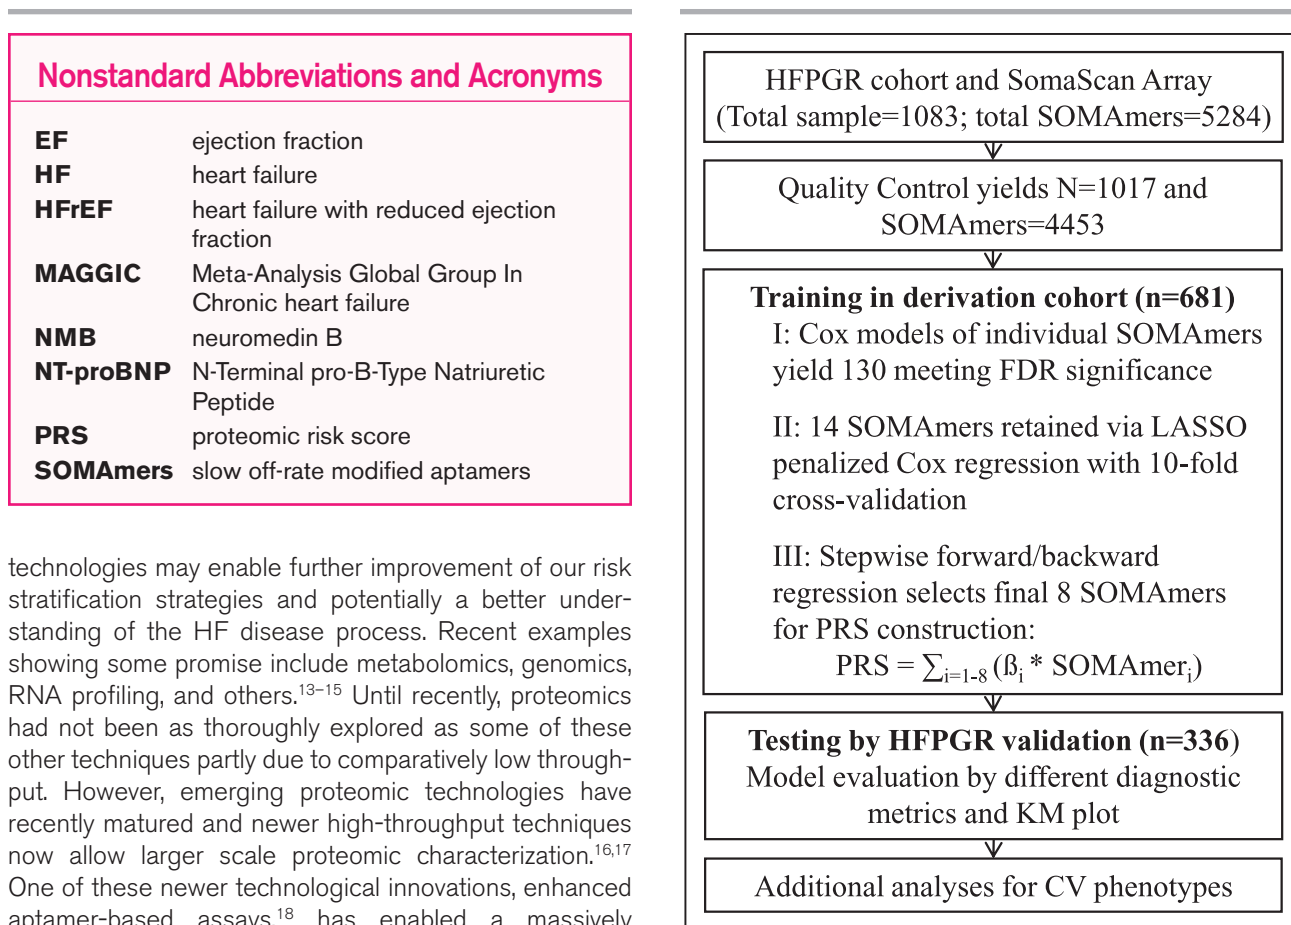 Nonstandard Abbreviations and Acronyms
EF ejection fraction
HF heart failure
HFrEF heart failure with reduced ejection
fraction
MAGGIC Meta-Analysis Global Group In
Chronic heart failure
NMB neuromedin B
NT-proBNP N-Terminal pro-B-Type Natriuretic
Peptide
PRS proteomic risk score
SOMAmers slow off-rate modified aptamers
technologies may enable further improvement of our risk
stratification strategies and potentially a better under-
standing of the HF disease process. Recent examples
showing some promise include metabolomics, genomics,
RNA profiling, and others.13–15 Until recently, proteomics
had not been as thoroughly explored as some of these
other techniques partly due to comparatively low through-
put. However, emerging proteomic technologies have
recently matured and newer high-throughput techniques
now allow larger scale proteomic characterization.16,17
One of these newer technological innovations, enhanced
aptamer-based assays,18 has enabled a massively
HFPGR cohort and SomaScan Array
(Total sample=1083; total SOMAmers=5284)
Quality Control yields N=1017 and
SOMAmers=4453
Training in derivation cohort (n=681)
I: Cox models of individual SOMAmers
yield 130 meeting FDR significance
II: 14 SOMAmers retained via LASSO
penalized Cox regression with 10-fold
cross-validation
III: Stepwise forward/backward
regression selects final 8 SOMAmers
for PRS construction:
PRS = ∑i=1-8 (ßi * SOMAmeri)
Testing by HFPGR validation (n=336)
Model evaluation by different diagnostic
metrics and KM plot
Additional analyses for CV phenotypes